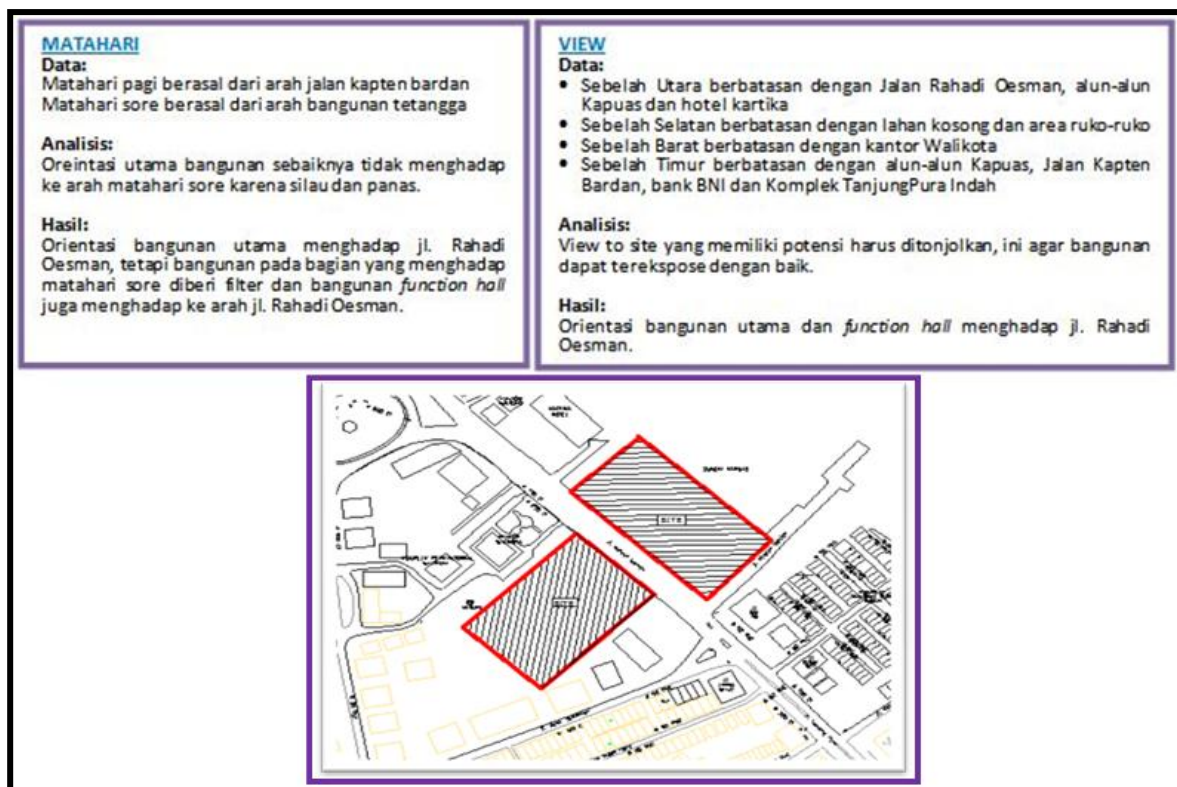 MATAHARI
Data:
Matahari pagi berasal dari arah jalan kapten bardan
Matahari sore berasal dari arah bangunan tetangga
Analisis:
Oreintasi utama bangunan sebaiknya tidak menghadap
ke arah matahari sore karena silau dan panas.
Hasil:
Orientasi bangunan utama menghadap jl. Rahadi
Oesman, tetapi bangunan pada bagian yang menghadap
matahari sore diberi filter dan bangunan function hall
juga menghadap ke arah jl. Rahadi Oesman.
VIEW
Data:
• Sebelah Utara berbatasan dengan Jalan Rahadi Oesman, alun-alun
Kapuas dan hotel kartika
• Sebelah Selatan berbatasan dengan lahan kosong dan area ruko-ruko
• Sebelah Barat berbatasan dengan kantor Walikota
• Sebelah Timur berbatasan dengan alun-alun Kapuas, Jalan Kapten
Bardan, bank BNI dan Komplek TanjungPura Indah
Analisis:
View to site yang memiliki potensi harus ditonjolkan, ini agar bangunan
dapat terekspose dengan baik.
Hasil:
Orientasi bangunan utama dan function hall menghadap jl. Rahadi
Oesman.
SITE
SITE